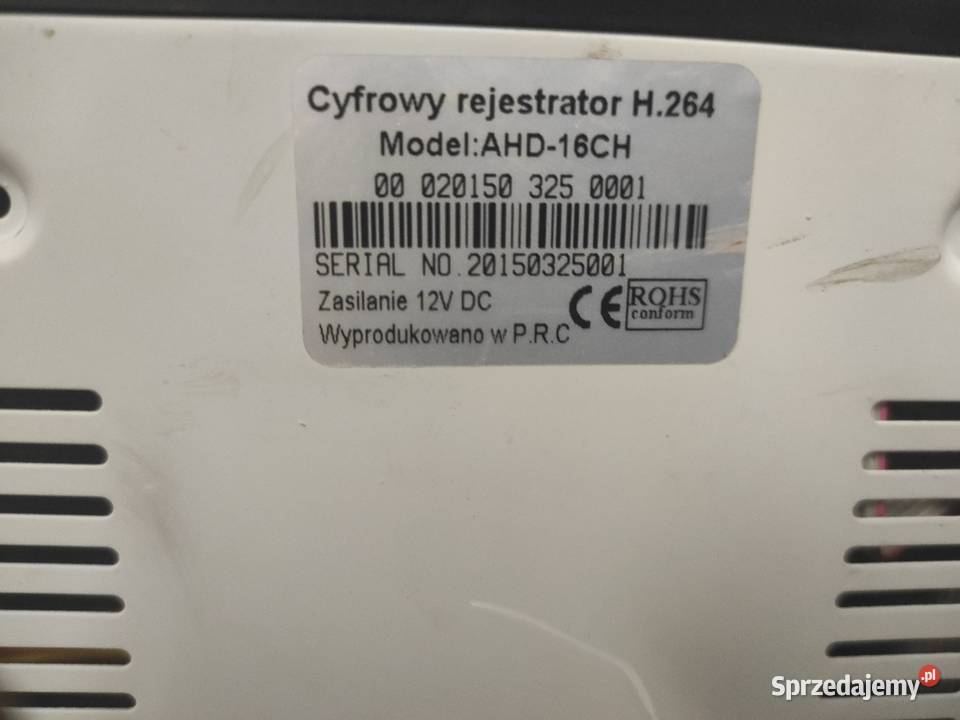 Cyfrowy rejestrator H.264
Model:AHD-16CH
00 020150 325 0001
SERIAL NO.20150325001
Zasilanie 12V DC
CE ROHS
conform
Wyprodukowano w P.R.C
Sprzedajemy.pl